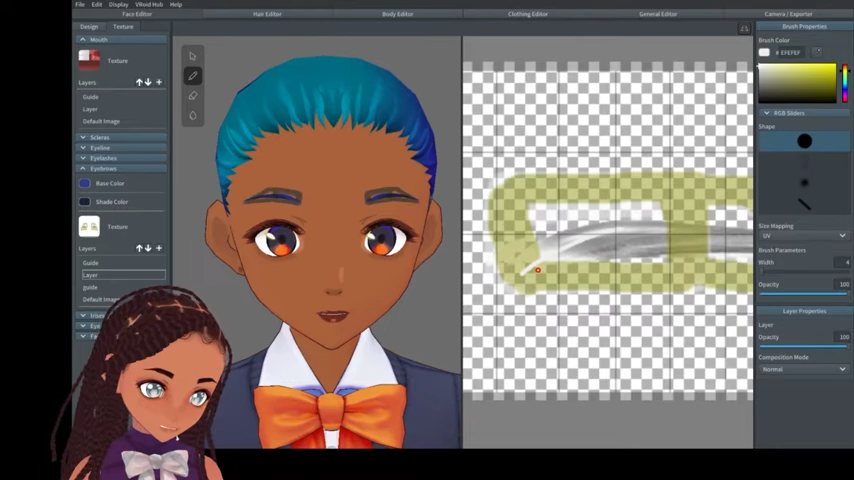 File Edit Display VRoid Hub Help
Face Editor Hair Editor Body Editor Clothing Editor General Editor Camera / Exporter
Design Texture
Mouth
Texture
Layers
Guide
Layer
Default Image
Scleras
Eyeline
Eyelashes
Eyebrows
Base Color
Shade Color
Texture
Layers
Guide
Layer
guide
Default Image
Brush Properties
Brush Color
# EFEFEF
RGB Sliders
Shape
Size Mapping
UV
Brush Parameters
Width 4
Opacity 100
Layer Properties
Layer
Opacity 100
Composition Mode
Normal